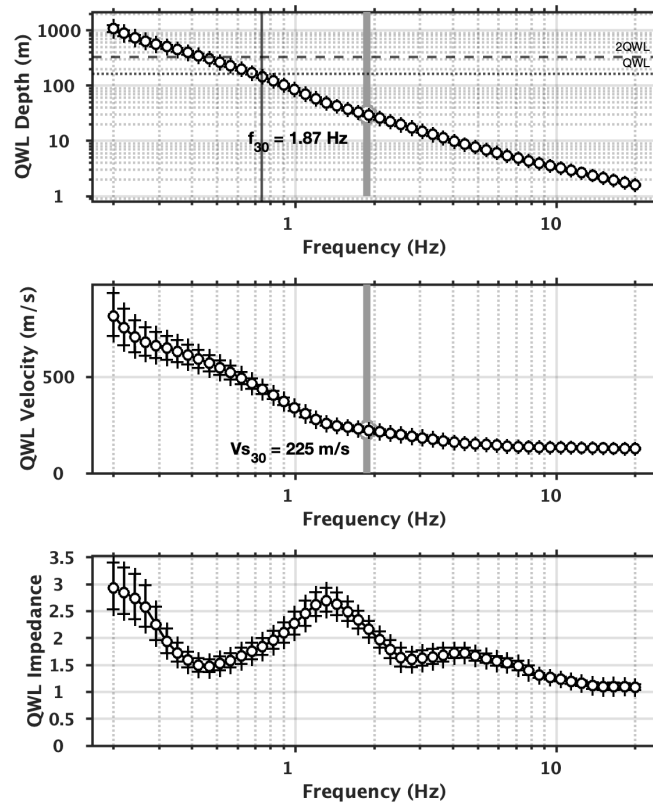 1000
2QWL
QWL
100
QWL Depth (m)
10
f30 = 1.87 Hz
1
1
10
Frequency (Hz)
QWL Velocity (m/s)
500
Vs30 = 225 m/s
0
1
10
Frequency (Hz)
3.5
3
2.5
QWL Impedance
2
1.5
1
0.5
0
1
10
Frequency (Hz)